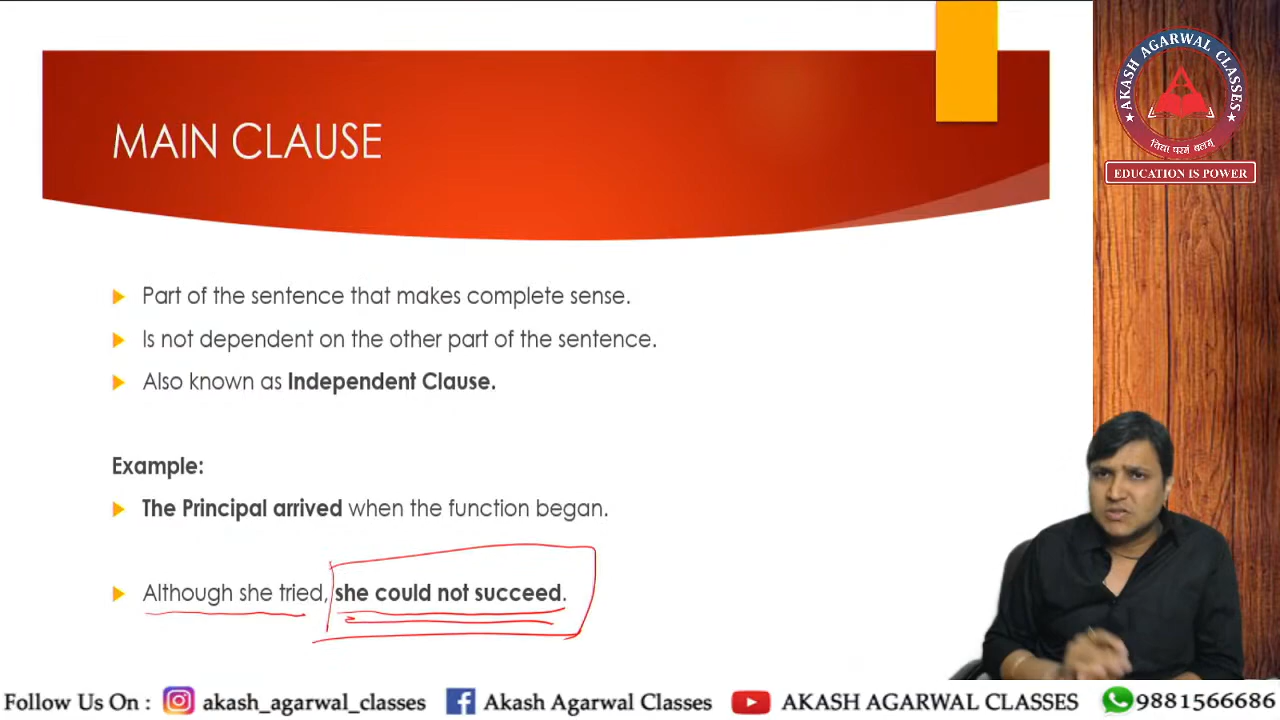 MAIN CLAUSE
Part of the sentence that makes complete sense.
Is not dependent on the other part of the sentence.
Also known as Independent Clause.
Example:
The Principal arrived when the function began.
Although she tried, she could not succeed.
AKASH AGARWAL CLASSES
विद्या परमं बलम्
EDUCATION IS POWER
Follow Us On : akash_agarwal_classes Akash Agarwal Classes AKASH AGARWAL CLASSES 9881566686